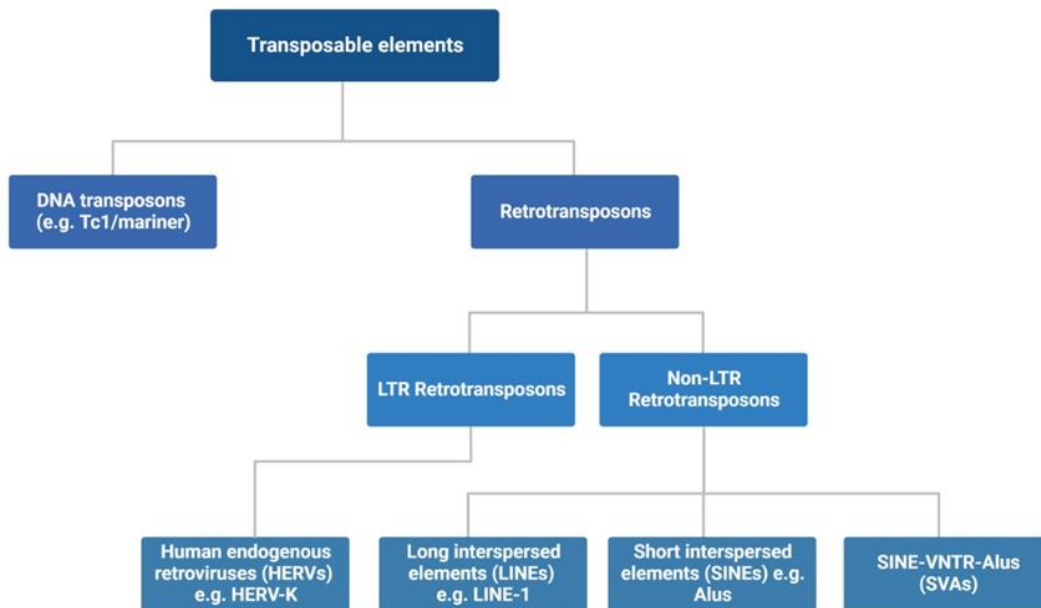 Transposable elements
DNA transposons
(e.g. Tc1/mariner)
Retrotransposons
LTR Retrotransposons
Non-LTR
Retrotransposons
Human endogenous
retroviruses (HERVs)
e.g. HERV-K
Long interspersed
elements (LINEs)
e.g. LINE-1
Short interspersed
elements (SINEs) e.g.
Alus
SINE-VNTR-Alus
(SVAs)